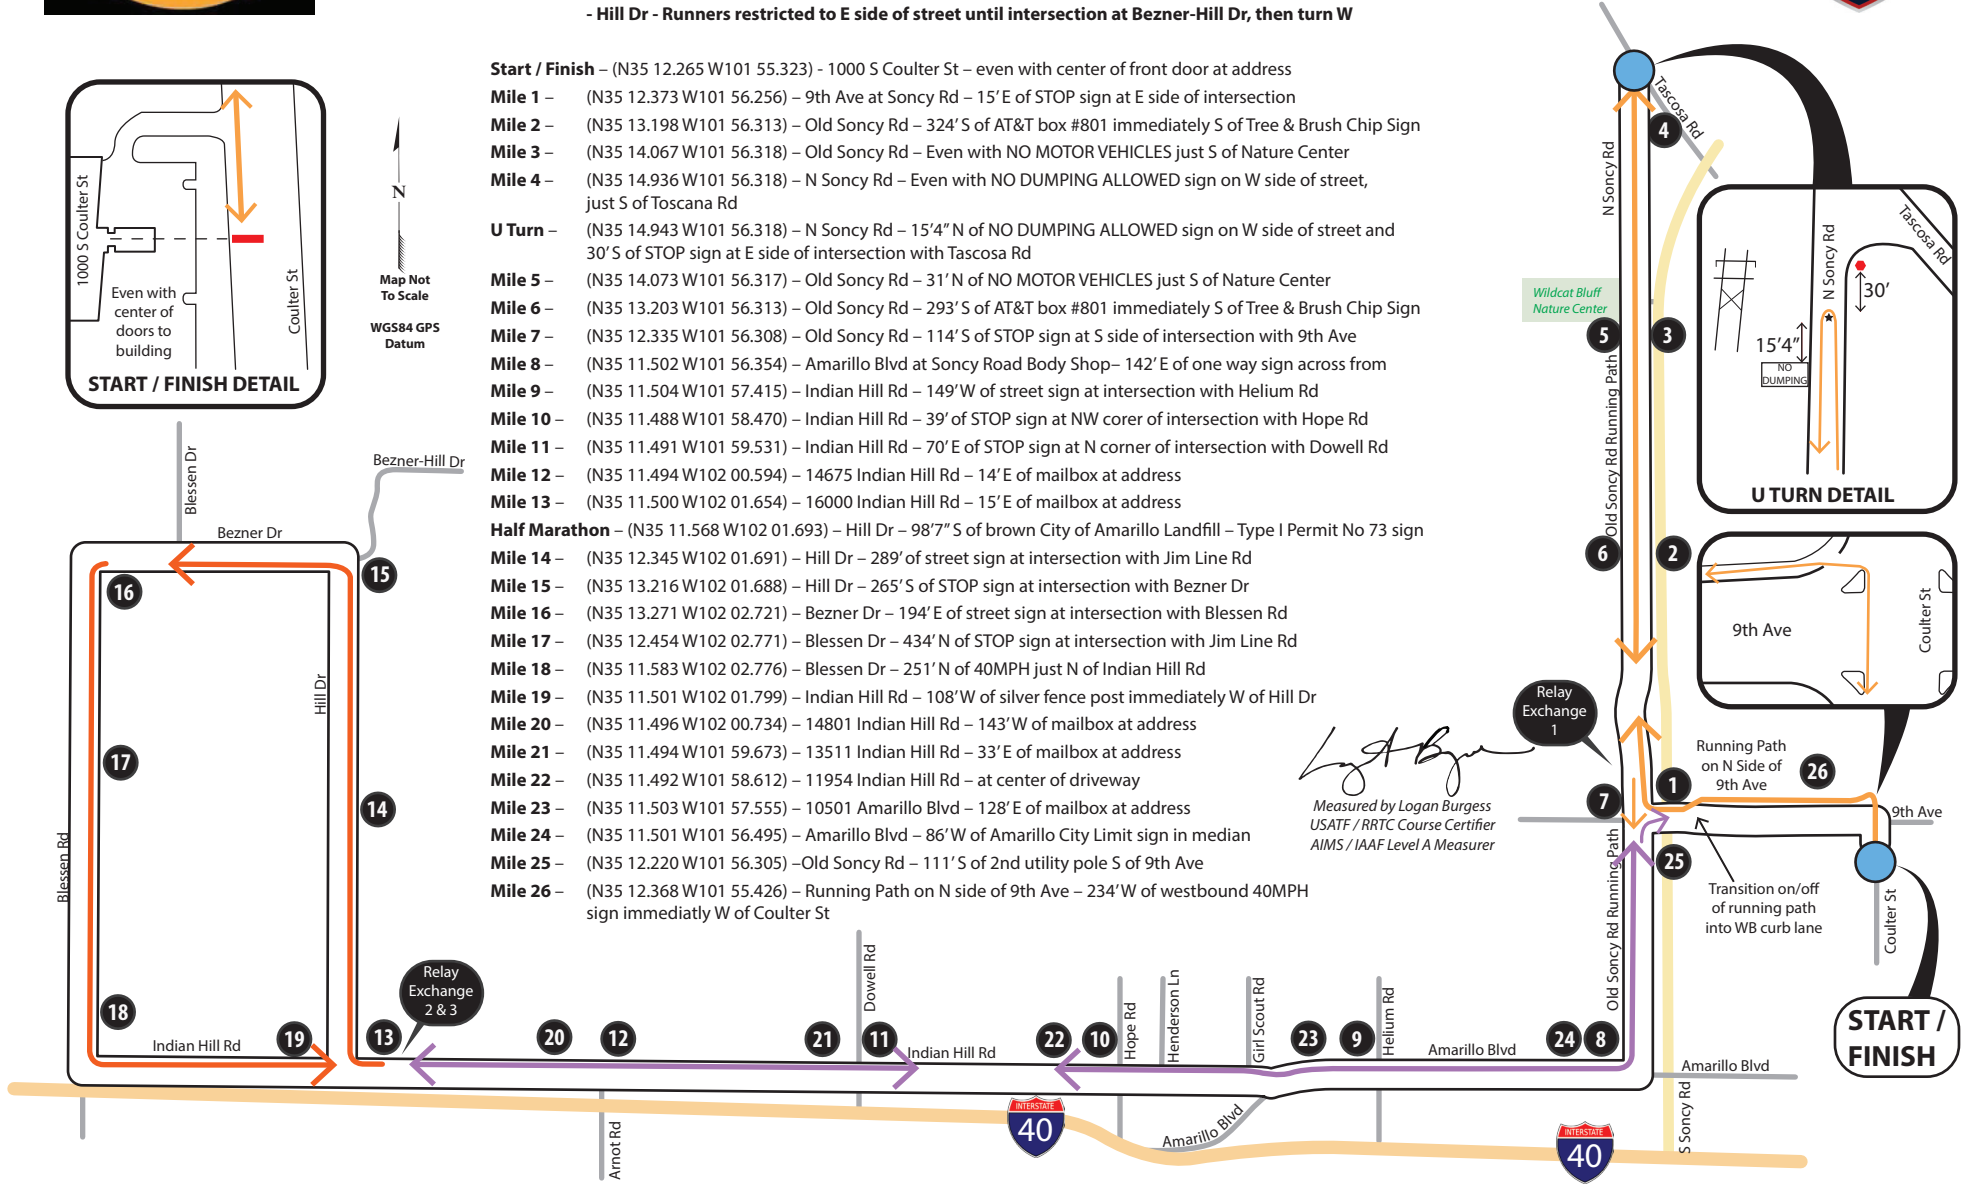 - Hill Dr - Runners restricted to E side of street until intersection at Bezner-Hill Dr, then turn W
Start / Finish – (N35 12.265 W101 55.323) - 1000 S Coulter St – even with center of front door at address
Mile 1 – (N35 12.373 W101 56.256) – 9th Ave at Soncy Rd – 15’ E of STOP sign at E side of intersection
Mile 2 – (N35 13.198 W101 56.313) – Old Soncy Rd – 324’ S of AT&T box #801 immediately S of Tree & Brush Chip Sign
Mile 3 – (N35 14.067 W101 56.318) – Old Soncy Rd – Even with NO MOTOR VEHICLES just S of Nature Center
Mile 4 – (N35 14.936 W101 56.318) – N Soncy Rd – Even with NO DUMPING ALLOWED sign on W side of street,
just S of Toscana Rd
U Turn – (N35 14.943 W101 56.318) – N Soncy Rd – 15’4” N of NO DUMPING ALLOWED sign on W side of street and
30’ S of STOP sign at E side of intersection with Tascosa Rd
Mile 5 – (N35 14.073 W101 56.317) – Old Soncy Rd – 31’ N of NO MOTOR VEHICLES just S of Nature Center
Mile 6 – (N35 13.203 W101 56.313) – Old Soncy Rd – 293’ S of AT&T box #801 immediately S of Tree & Brush Chip Sign
Mile 7 – (N35 12.335 W101 56.308) – Old Soncy Rd – 114’ S of STOP sign at S side of intersection with 9th Ave
Mile 8 – (N35 11.502 W101 56.354) – Amarillo Blvd at Soncy Road Body Shop– 142’ E of one way sign across from
Mile 9 – (N35 11.504 W101 57.415) – Indian Hill Rd – 149’ W of street sign at intersection with Helium Rd
Mile 10 – (N35 11.488 W101 58.470) – Indian Hill Rd – 39’ of STOP sign at NW corer of intersection with Hope Rd
Mile 11 – (N35 11.491 W101 59.531) – Indian Hill Rd – 70’ E of STOP sign at N corner of intersection with Dowell Rd
Mile 12 – (N35 11.494 W102 00.594) – 14675 Indian Hill Rd – 14’ E of mailbox at address
Mile 13 – (N35 11.500 W102 01.654) – 16000 Indian Hill Rd – 15’ E of mailbox at address
Half Marathon – (N35 11.568 W102 01.693) – Hill Dr – 98’7” S of brown City of Amarillo Landfill – Type I Permit No 73 sign
Mile 14 – (N35 12.345 W102 01.691) – Hill Dr – 289’ of street sign at intersection with Jim Line Rd
Mile 15 – (N35 13.216 W102 01.688) – Hill Dr – 265’ S of STOP sign at intersection with Bezner Dr
Mile 16 – (N35 13.271 W102 02.721) – Bezner Dr – 194’ E of street sign at intersection with Blessen Rd
Mile 17 – (N35 12.454 W102 02.771) – Blessen Dr – 434’ N of STOP sign at intersection with Jim Line Rd
Mile 18 – (N35 11.583 W102 02.776) – Blessen Dr – 251’ N of 40MPH just N of Indian Hill Rd
Mile 19 – (N35 11.501 W102 01.799) – Indian Hill Rd – 108’ W of silver fence post immediately W of Hill Dr
Mile 20 – (N35 11.496 W102 00.734) – 14801 Indian Hill Rd – 143’ W of mailbox at address
Mile 21 – (N35 11.494 W101 59.673) – 13511 Indian Hill Rd – 33’ E of mailbox at address
Mile 22 – (N35 11.492 W101 58.612) – 11954 Indian Hill Rd – at center of driveway
Mile 23 – (N35 11.503 W101 57.555) – 10501 Amarillo Blvd – 128’ E of mailbox at address
Mile 24 – (N35 11.501 W101 56.495) – Amarillo Blvd – 86’ W of Amarillo City Limit sign in median
Mile 25 – (N35 12.220 W101 56.305) –Old Soncy Rd – 111’ S of 2nd utility pole S of 9th Ave
Mile 26 – (N35 12.368 W101 55.426) – Running Path on N side of 9th Ave – 234’ W of westbound 40MPH
sign immediatly W of Coulter St
1000 S Coulter St
Coulter St
Even with
center of
doors to
building
START / FINISH DETAIL
N
Map Not
To Scale
WGS84 GPS
Datum
Blessen Dr
Bezner-Hill Dr
Bezner Dr
15
16
Hill Dr
17
14
Blessen Rd
18
Indian Hill Rd
19
13
Relay
Exchange
2 & 3
20
12
Arnot Rd
21
11
Dowell Rd
Indian Hill Rd
22
10
Hope Rd
Henderson Ln
Girl Scout Rd
23
9
Helium Rd
Amarillo Blvd
24
8
Amarillo Blvd
INTERSTATE
40
INTERSTATE
40
S Soncy Rd
Amarillo Blvd
Measured by Logan Burgess
USATF / RRTC Course Certifier
AIMS / IAAF Level A Measurer
Tascosa Rd
4
N Soncy Rd
Wildcat Bluff
Nature Center
5
3
Old Soncy Rd Running Path
6
2
Relay
Exchange
1
7
1
Running Path
on N Side of
9th Ave
26
9th Ave
25
Old Soncy Rd Running Path
Transition on/off
of running path
into WB curb lane
Coulter St
START /
FINISH
N Soncy Rd
Tascosa Rd
30’
15’4”
NO
DUMPING
U TURN DETAIL
9th Ave
Coulter St